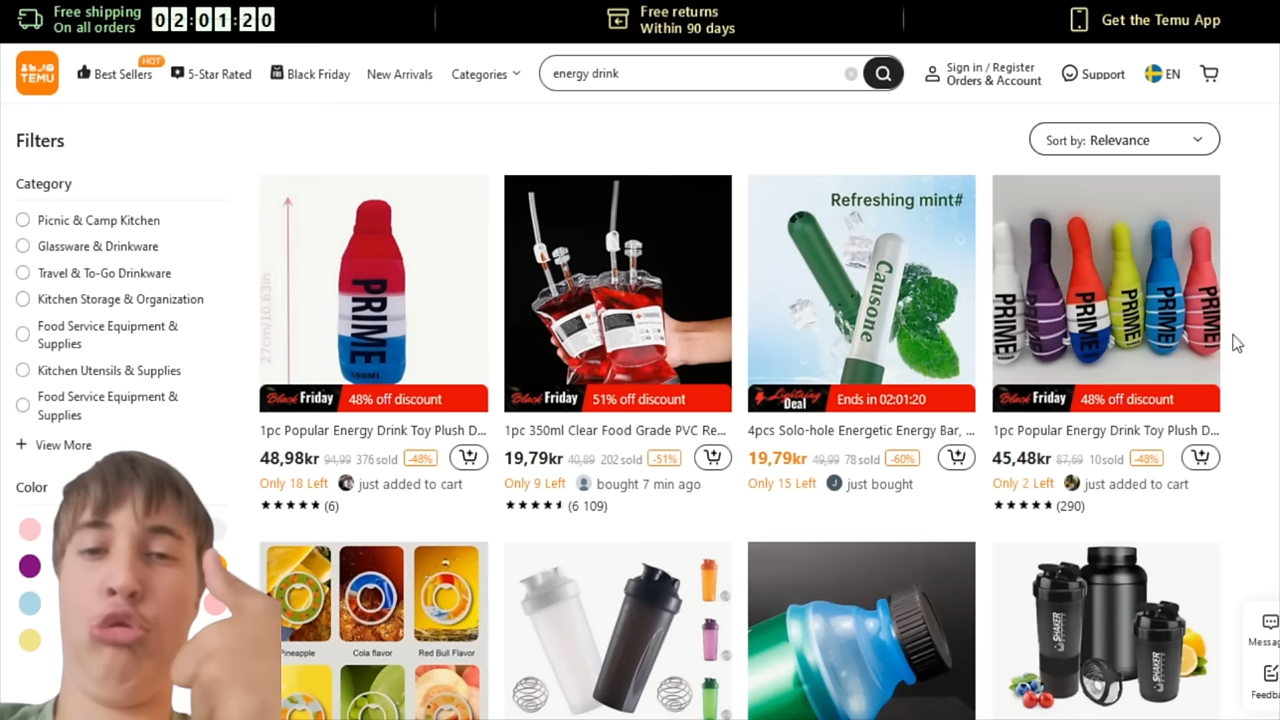 Free shipping
On all orders
02:01:20
Free returns
Within 90 days
Get the Temu App
TEMU
Best Sellers
HOT
5-Star Rated
Black Friday
New Arrivals
Categories
energy drink
Sign in / Register
Orders & Account
Support
EN
Filters
Sort by: Relevance
Category
Picnic & Camp Kitchen
Glassware & Drinkware
Travel & To-Go Drinkware
Kitchen Storage & Organization
Food Service Equipment &
Supplies
Kitchen Utensils & Supplies
Food Service Equipment &
Supplies
+ View More
Color
27cm/10.63in
PRIME
Black Friday 48% off discount
1pc Popular Energy Drink Toy Plush D...
48,98kr 94,99 376 sold -48%
Only 18 Left just added to cart
(6)
Black Friday 51% off discount
1pc 350ml Clear Food Grade PVC Re...
19,79kr 40,89 202 sold -51%
Only 9 Left bought 7 min ago
(6 109)
Refreshing mint#
Causone
Lightning Deal Ends in 02:01:20
4pcs Solo-hole Energetic Energy Bar, ...
19,79kr 49,99 78 sold -60%
Only 15 Left J just bought
PRIME PRIME PRIME PRIME PRIME PRIME
Black Friday 48% off discount
1pc Popular Energy Drink Toy Plush D...
45,48kr 87,69 10 sold -48%
Only 2 Left just added to cart
(290)
Pineapple
Cola flavor
Red Bull Flavor
SHAKER
SHAKER
Messag
Feedba